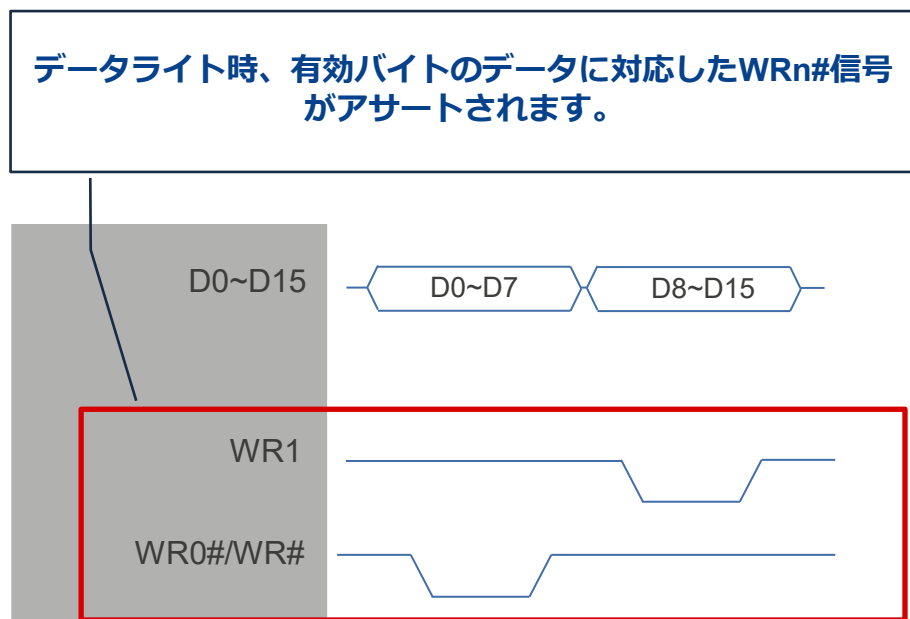 データライト時、有効バイトのデータに対応したWRn#信号
がアサートされます。
D0~D15
D0~D7
D8~D15
WR1
WR0#/WR#